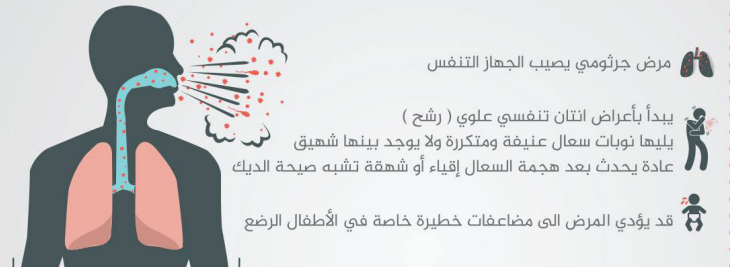 مرض جرثومي يصيب الجهاز التنفس
يبدأ بأعراض انتان تنفسي علوي ( رشح )
يليها نوبات سعال عنيفة ومتكررة ولا يوجد بينها شهيق
عادة يحدث بعد هجمة السعال إقياء أو شهقة تشبه صيحة الديك
قد يؤدي المرض الى مضاعفات خطيرة خاصة في الأطفال الرضع